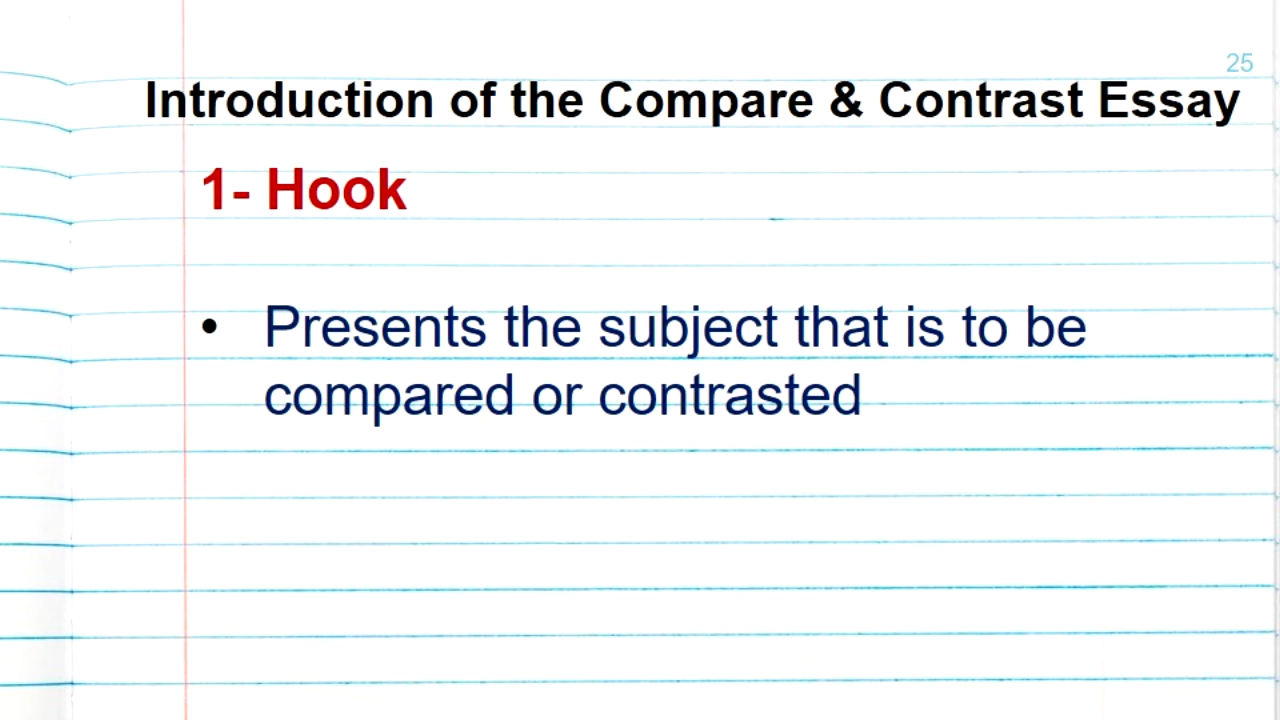 25
Introduction of the Compare & Contrast Essay
1- Hook
• Presents the subject that is to be
compared or contrasted